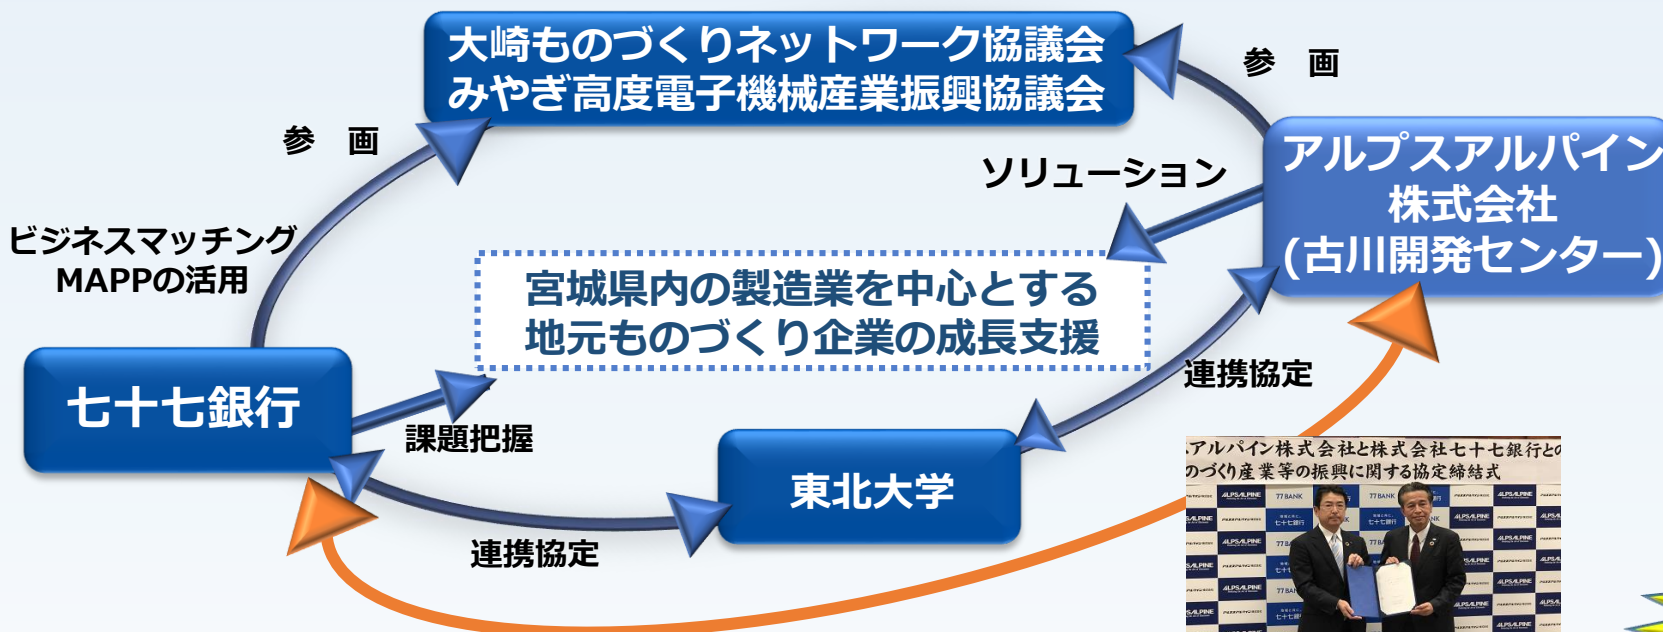 大崎ものづくりネットワーク協議会
みやぎ高度電子機械産業振興協議会
参　画
参　画
アルプスアルパイン
株式会社
(古川開発センター)
ソリューション
ビジネスマッチング
MAPPの活用
宮城県内の製造業を中心とする
地元ものづくり企業の成長支援
連携協定
七十七銀行
課題把握
東北大学
連携協定
アルパイン株式会社と株式会社七十七銀行との
のづくり産業等の振興に関する協定締結式
ALPSALPINE
77 BANK
七十七銀行